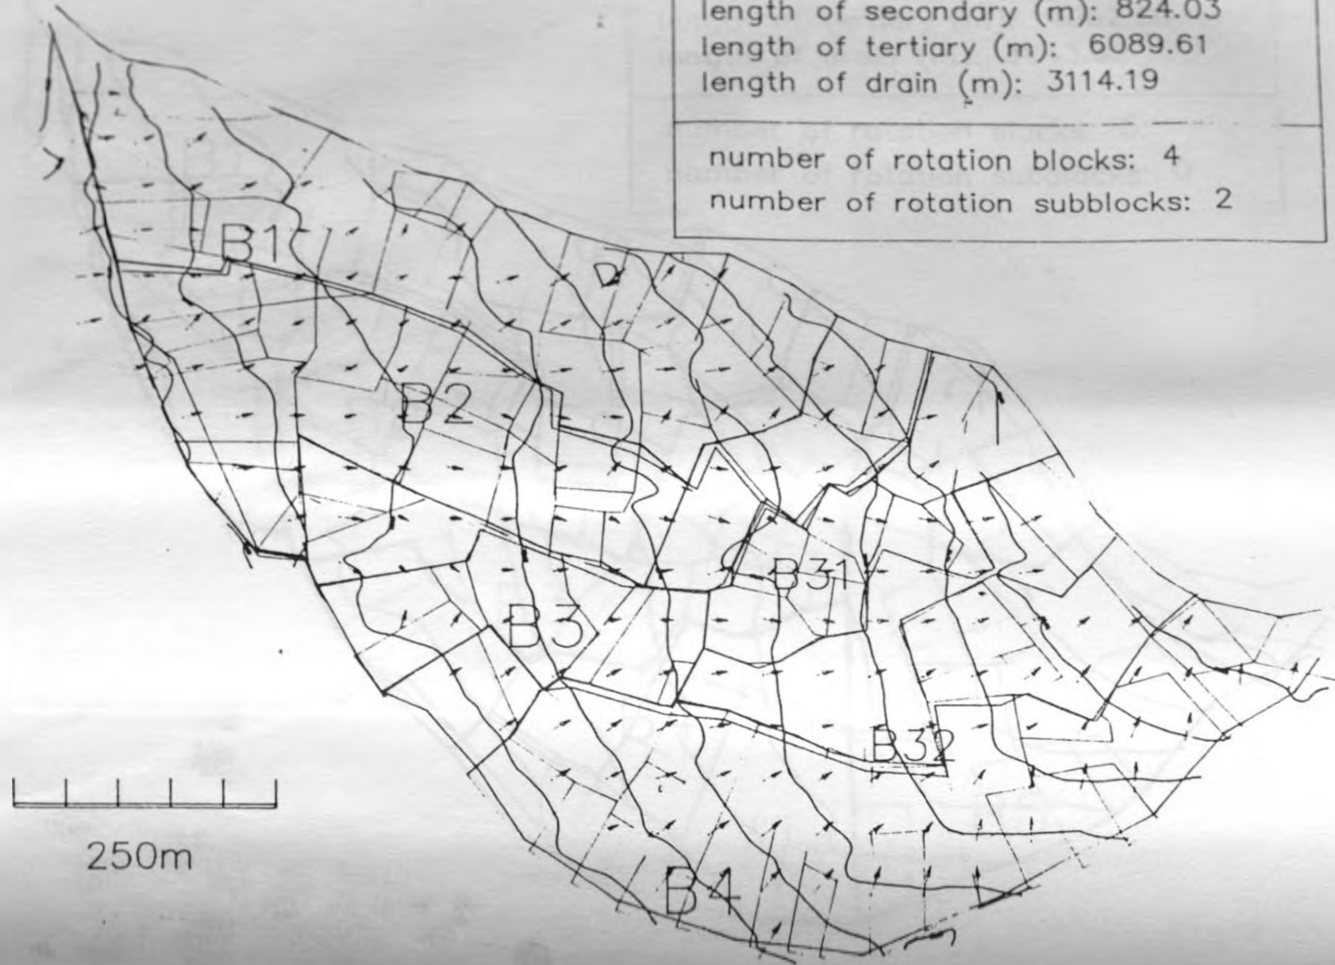 length of secondary (m): 824.03
length of tertiary (m): 6089.61
length of drain (m): 3114.19
number of rotation blocks: 4
number of rotation subblocks: 2
B1
B2
B31
B3
B32
250m
B4